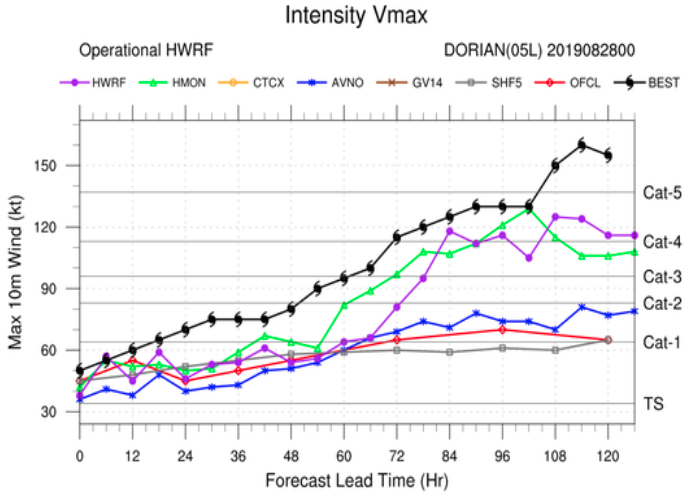 Intensity Vmax
Operational HWRF DORIAN(05L) 2019082800
HWRF HMON CTCX AVNO GV14 SHF5 OFCL BEST
Max 10m Wind (kt)
150
120
90
60
30
Cat-5
Cat-4
Cat-3
Cat-2
Cat-1
TS
0 12 24 36 48 60 72 84 96 108 120
Forecast Lead Time (Hr)